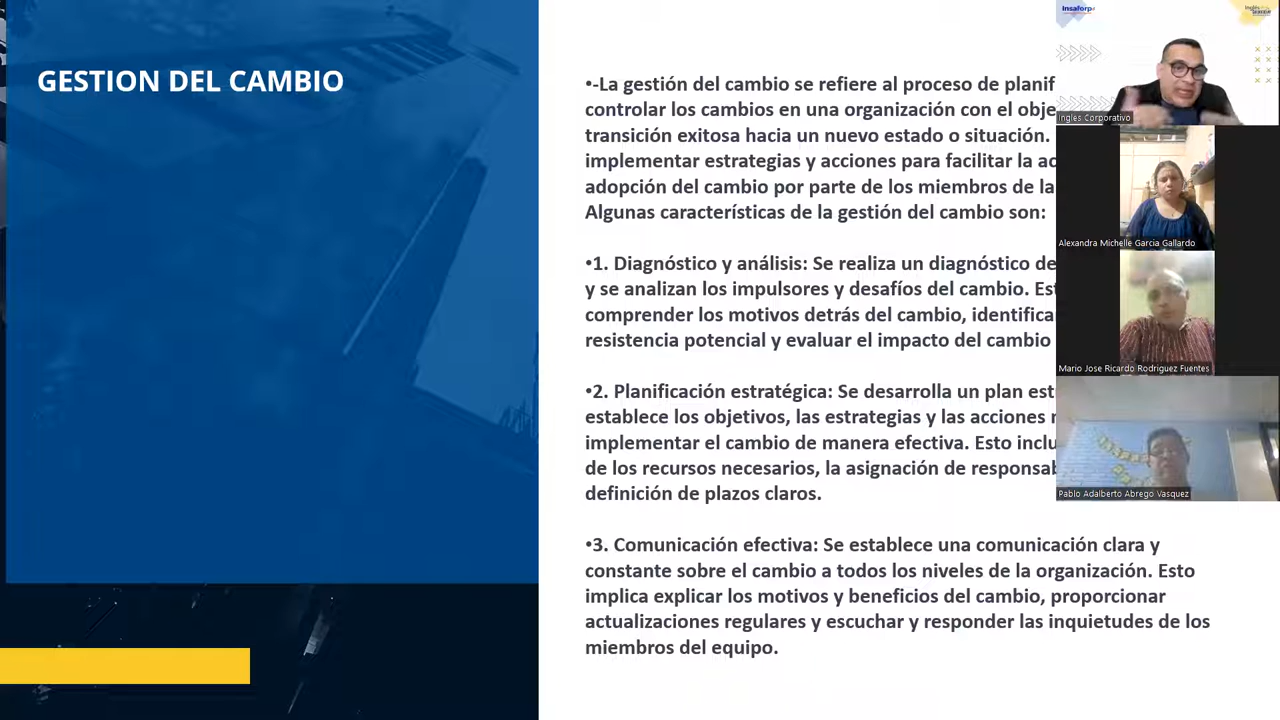 GESTION DEL CAMBIO
•-La gestión del cambio se refiere al proceso de planif
controlar los cambios en una organización con el obje
transición exitosa hacia un nuevo estado o situación.
implementar estrategias y acciones para facilitar la
adopción del cambio por parte de los miembros de la
Algunas características de la gestión del cambio son:
•1. Diagnóstico y análisis: Se realiza un diagnóstico de
y se analizan los impulsores y desafíos del cambio.
comprender los motivos detrás del cambio, identifica
resistencia potencial y evaluar el impacto del cambio
•2. Planificación estratégica: Se desarrolla un plan est
establece los objetivos, las estrategias y las acciones
implementar el cambio de manera efectiva. Esto inclu
de los recursos necesarios, la asignación de responsab
definición de plazos claros.
•3. Comunicación efectiva: Se establece una comunicación clara y
constante sobre el cambio a todos los niveles de la organización. Esto
implica explicar los motivos y beneficios del cambio, proporcionar
actualizaciones regulares y escuchar y responder las inquietudes de los
miembros del equipo.
Insaforp
Ingles Corporativo
Alexandra Michelle Garcia Gallardo
Mario Jose Ricardo Rodriguez Fuentes
Pablo Adalberto Abrego Vasquez